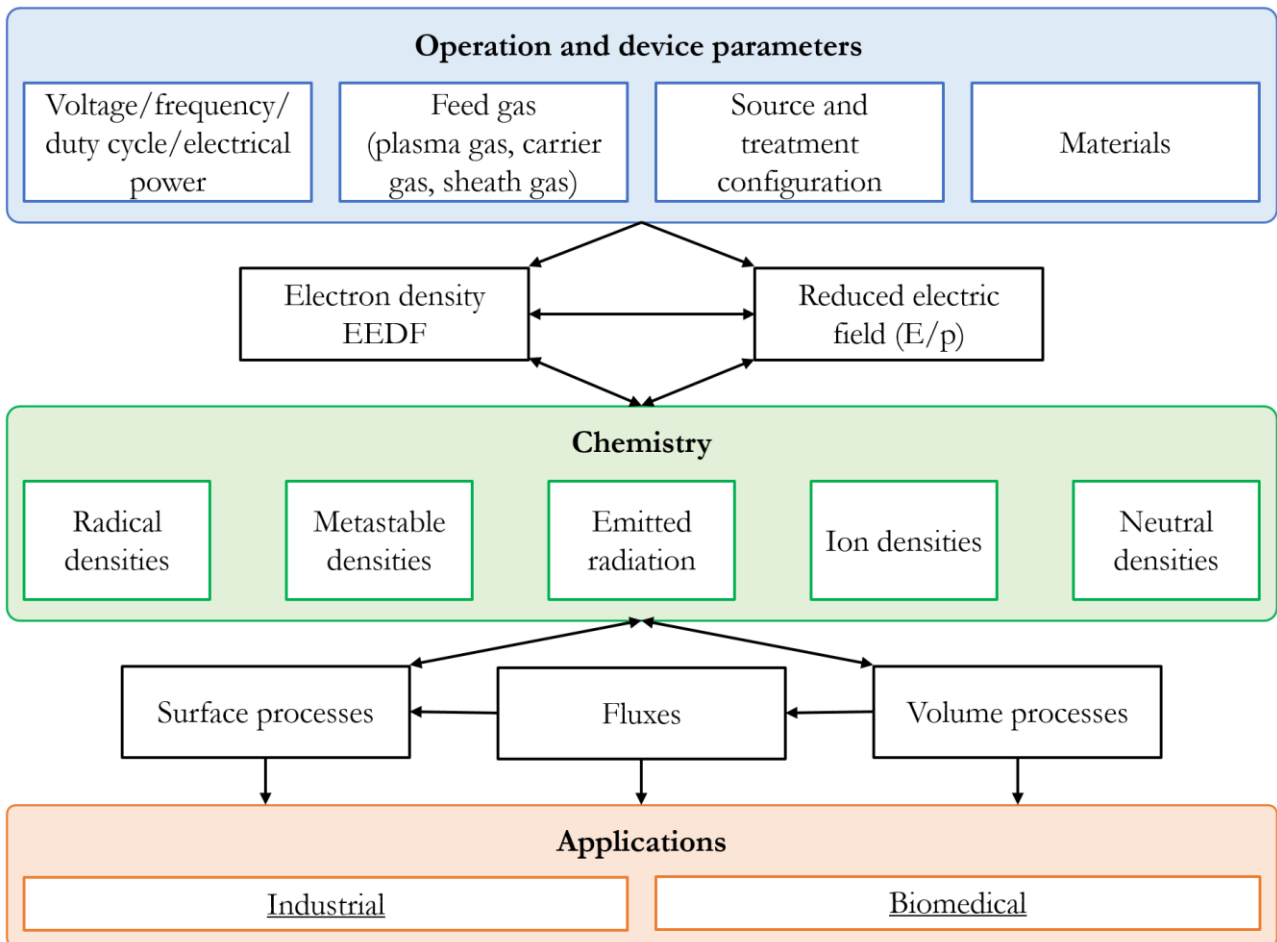 Operation and device parameters
Voltage/frequency/
duty cycle/electrical
power
Feed gas
(plasma gas, carrier
gas, sheath gas)
Source and
treatment
configuration
Materials
Electron density
EEDF
Reduced electric
field (E/p)
Chemistry
Radical
densities
Metastable
densities
Emitted
radiation
Ion densities
Neutral
densities
Surface processes
Fluxes
Volume processes
Applications
Industrial
Biomedical